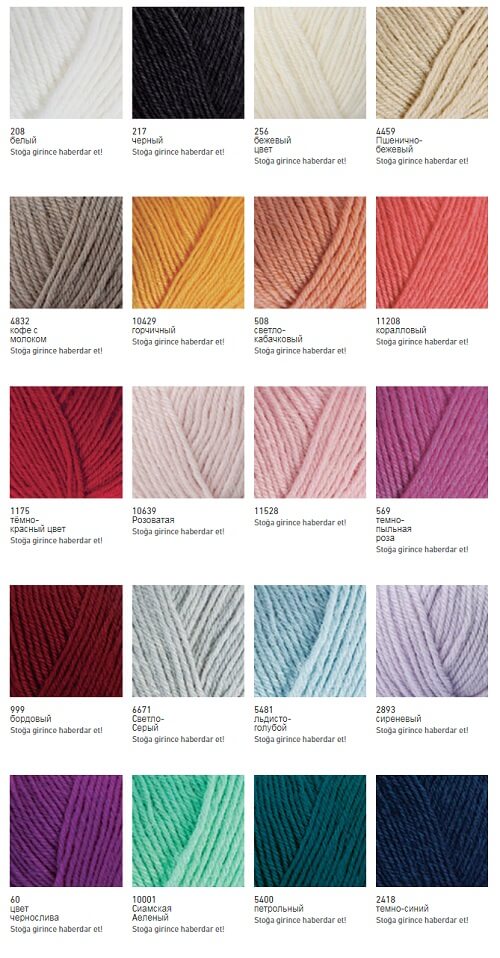 208
белый
Stoğa girince haberdar et!
217
черный
Stoğa girince haberdar et!
256
бежевый
цвет
Stoğa girince haberdar et!
4459
Пшенично-
бежевый
Stoğa girince haberdar et!
4832
кофе с
молоком
Stoğa girince haberdar et!
10429
горчичный
Stoğa girince haberdar et!
508
светло-
кабачковый
Stoğa girince haberdar et!
11208
коралловый
Stoğa girince haberdar et!
1175
тёмно-
красный цвет
Stoğa girince haberdar et!
10639
Розоватая
Stoğa girince haberdar et!
11528
Stoğa girince haberdar et!
569
темно-
пыльная
роза
Stoğa girince haberdar et!
999
бордовый
Stoğa girince haberdar et!
6671
Светло-
Серый
Stoğa girince haberdar et!
5481
льдисто-
голубой
Stoğa girince haberdar et!
2893
сиреневый
Stoğa girince haberdar et!
60
цвет
чернослива
Stoğa girince haberdar et!
10001
Сиамская
Аеленый
Stoğa girince haberdar et!
5400
петрольный
Stoğa girince haberdar et!
2418
темно-синий
Stoğa girince haberdar et!